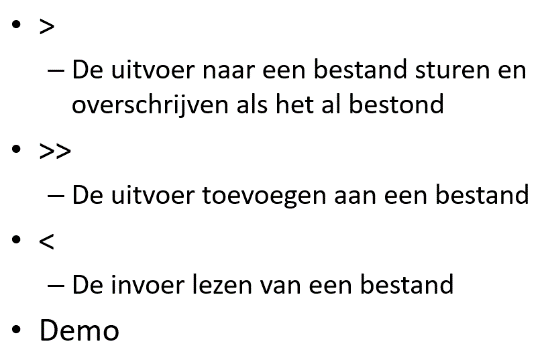 • >
– De uitvoer naar een bestand sturen en
overschrijven als het al bestond
• >>
– De uitvoer toevoegen aan een bestand
• <
– De invoer lezen van een bestand
• Demo